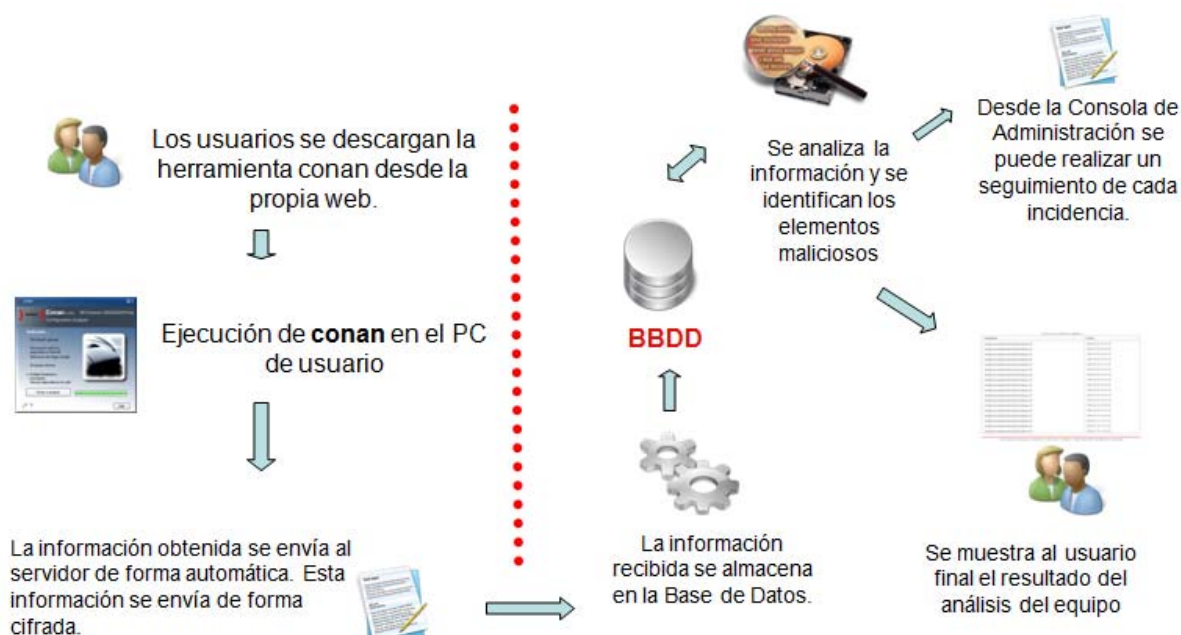 Los usuarios se descargan la
herramienta conan desde la
propia web.
Conan
Ejecución de conan en el PC
de usuario
La información obtenida se envía al
servidor de forma automática. Esta
información se envía de forma
cifrada.
La información
recibida se almacena
en la Base de Datos.
BBDD
Se analiza la
información y se
identifican los
elementos
maliciosos
Desde la Consola de
Administración se
puede realizar un
seguimiento de cada
incidencia.
Se muestra al usuario
final el resultado del
análisis del equipo